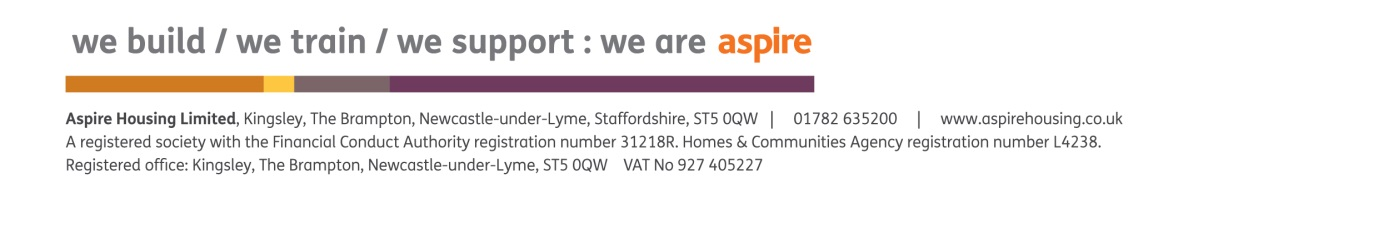 we build / we train / we support : we are aspire
Aspire Housing Limited, Kingsley, The Brampton, Newcastle-under-Lyme, Staffordshire, ST5 0QW | 01782 635200 | www.aspirehousing.co.uk
A registered society with the Financial Conduct Authority registration number 31218R. Homes & Communities Agency registration number L4238.
Registered office: Kingsley, The Brampton, Newcastle-under-Lyme, ST5 0QW VAT No 927 405227